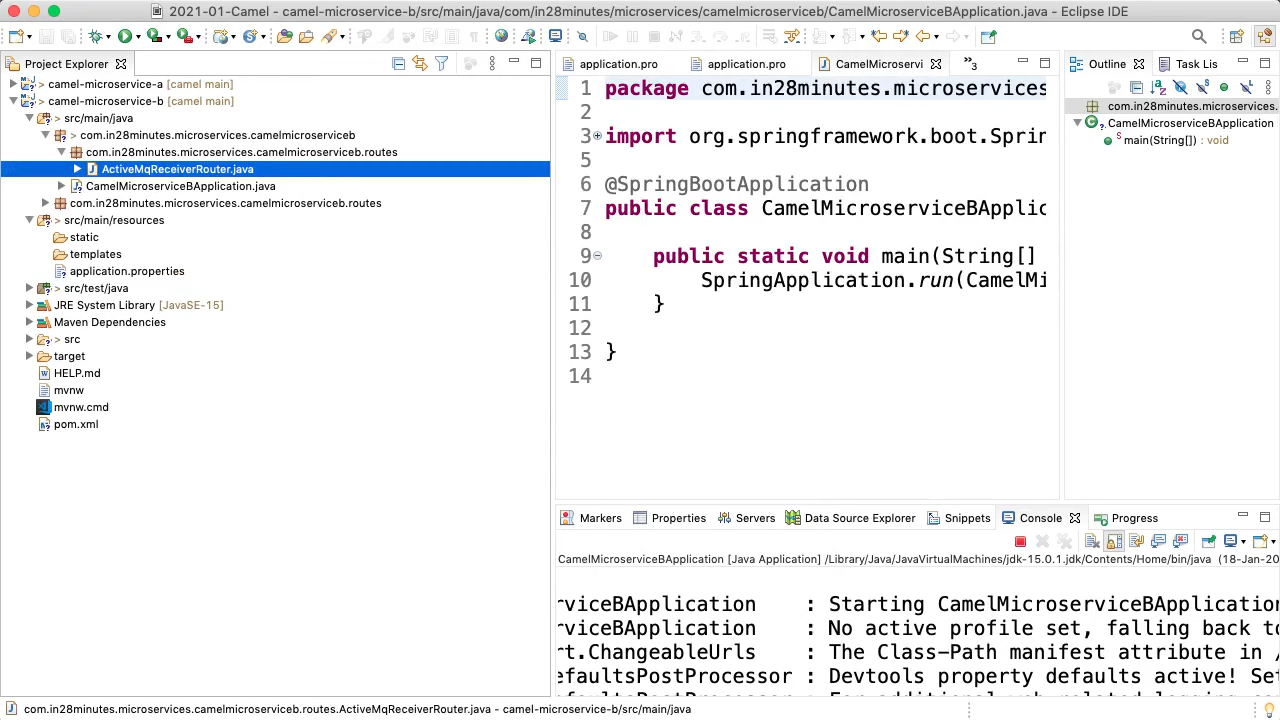 2021-01-Camel - camel-microservice-b/src/main/java/com/in28minutes/microservices/camelmicroserviceb/CamelMicroserviceBApplication.java - Eclipse IDE
Project Explorer
> camel-microservice-a [camel main]
> camel-microservice-b [camel main]
> src/main/java
> com.in28minutes.microservices.camelmicroserviceb
com.in28minutes.microservices.camelmicroserviceb.routes
ActiveMqReceiverRouter.java
CamelMicroserviceBApplication.java
com.in28minutes.microservices.camelmicroserviceb.routes
src/main/resources
static
templates
application.properties
> src/test/java
JRE System Library [JavaSE-15]
Maven Dependencies
> src
target
HELP.md
mvnw
mvnw.cmd
pom.xml
application.pro
application.pro
CamelMicroservi
»3
1 package com.in28minutes.microservices
2
3 import org.springframework.boot.Sprin
5
6 @SpringBootApplication
7 public class CamelMicroserviceBApplic
8
9 public static void main(String[]
10 SpringApplication.run(CamelMi
11 }
12
13 }
14
Outline
Task Lis
com.in28minutes.microservices.
CamelMicroserviceBApplication
main(String[]) : void
Markers
Properties
Servers
Data Source Explorer
Snippets
Console
Progress
CamelMicroserviceBApplication [Java Application] /Library/Java/JavaVirtualMachines/jdk-15.0.1.jdk/Contents/Home/bin/java (18-Jan-20
rviceBApplication : Starting CamelMicroserviceBApplication
rviceBApplication : No active profile set, falling back to
rt.ChangeableUrls : The Class-Path manifest attribute in /
efaultsPostProcessor : Devtools property defaults active! Set
com.in28minutes.microservices.camelmicroserviceb.routes.ActiveMqReceiverRouter.java - camel-microservice-b/src/main/java